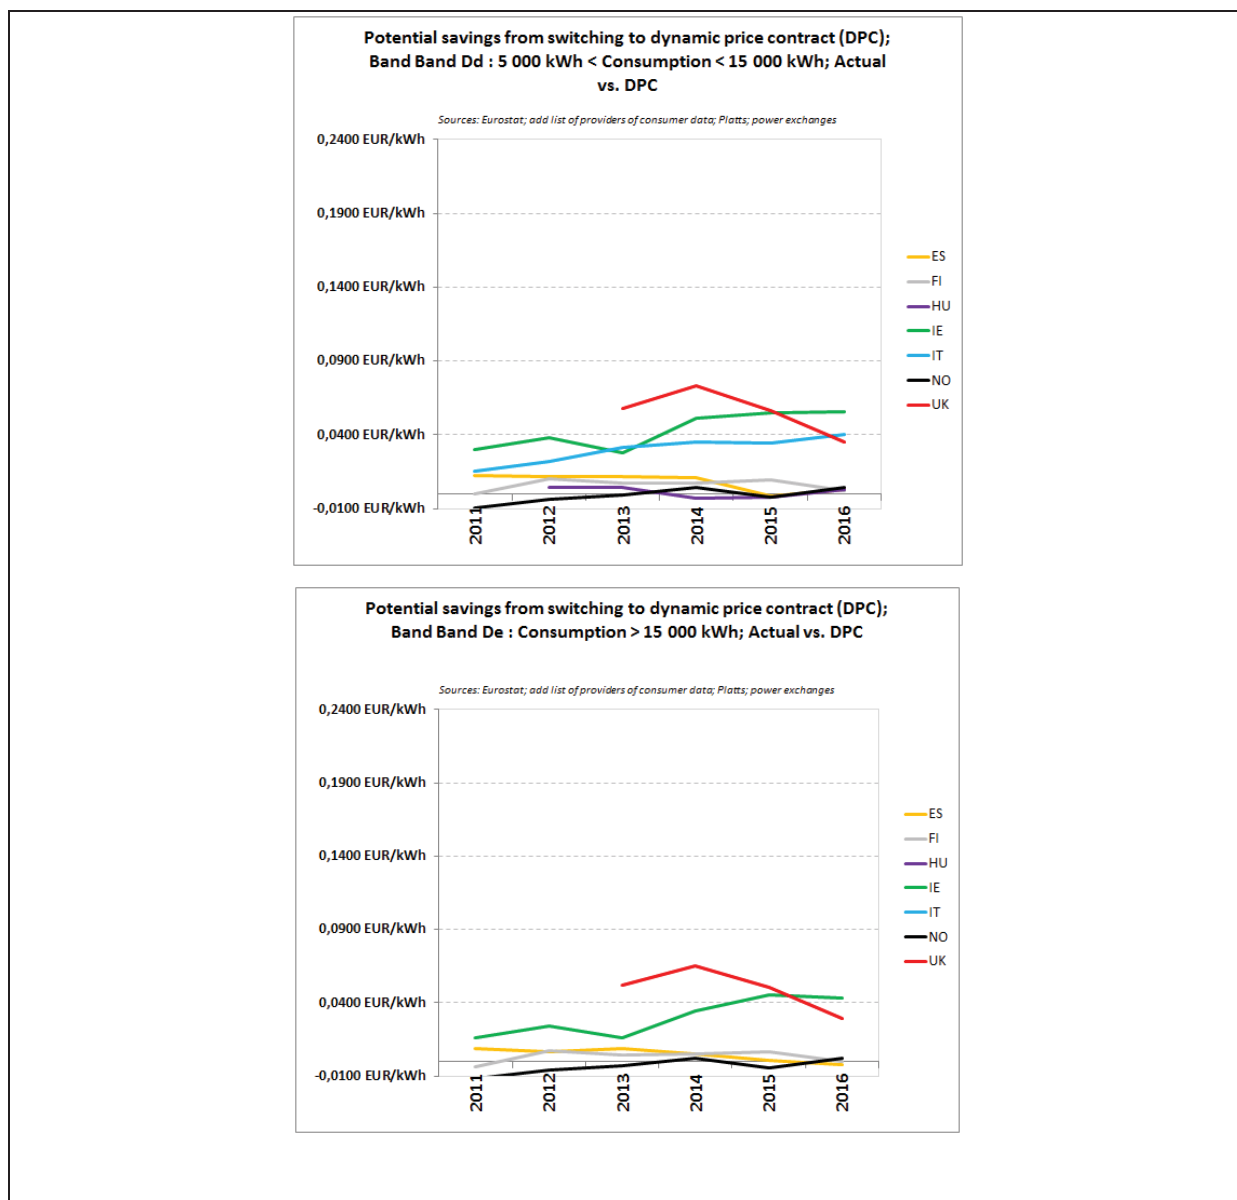 Potential savings from switching to dynamic price contract (DPC);
Band Band Dd : 5 000 kWh < Consumption < 15 000 kWh; Actual
vs. DPC
Sources: Eurostat; add list of providers of consumer data; Platts; power exchanges
0,2400 EUR/kWh
0,1900 EUR/kWh
0,1400 EUR/kWh
0,0900 EUR/kWh
0,0400 EUR/kWh
-0,0100 EUR/kWh
2011
2012
2013
2014
2015
2016
ES
FI
HU
IE
IT
NO
UK
Potential savings from switching to dynamic price contract (DPC);
Band Band De : Consumption > 15 000 kWh; Actual vs. DPC
Sources: Eurostat; add list of providers of consumer data; Platts; power exchanges
0,2400 EUR/kWh
0,1900 EUR/kWh
0,1400 EUR/kWh
0,0900 EUR/kWh
0,0400 EUR/kWh
-0,0100 EUR/kWh
2011
2012
2013
2014
2015
2016
ES
FI
HU
IE
IT
NO
UK